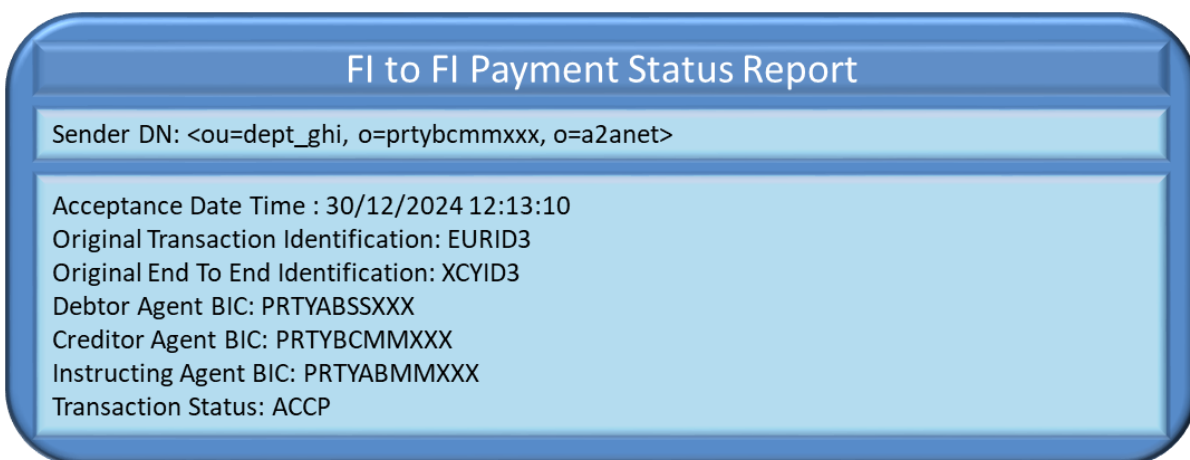 FI to FI Payment Status Report
Sender DN: <ou=dept_ghi, o=prtybcmmxxx, o=a2anet>
Acceptance Date Time : 30/12/2024 12:13:10
Original Transaction Identification: EURID3
Original End To End Identification: XCYID3
Debtor Agent BIC: PRTYABSSXXX
Creditor Agent BIC: PRTYBCMMXXX
Instructing Agent BIC: PRTYABMMXXX
Transaction Status: ACCP